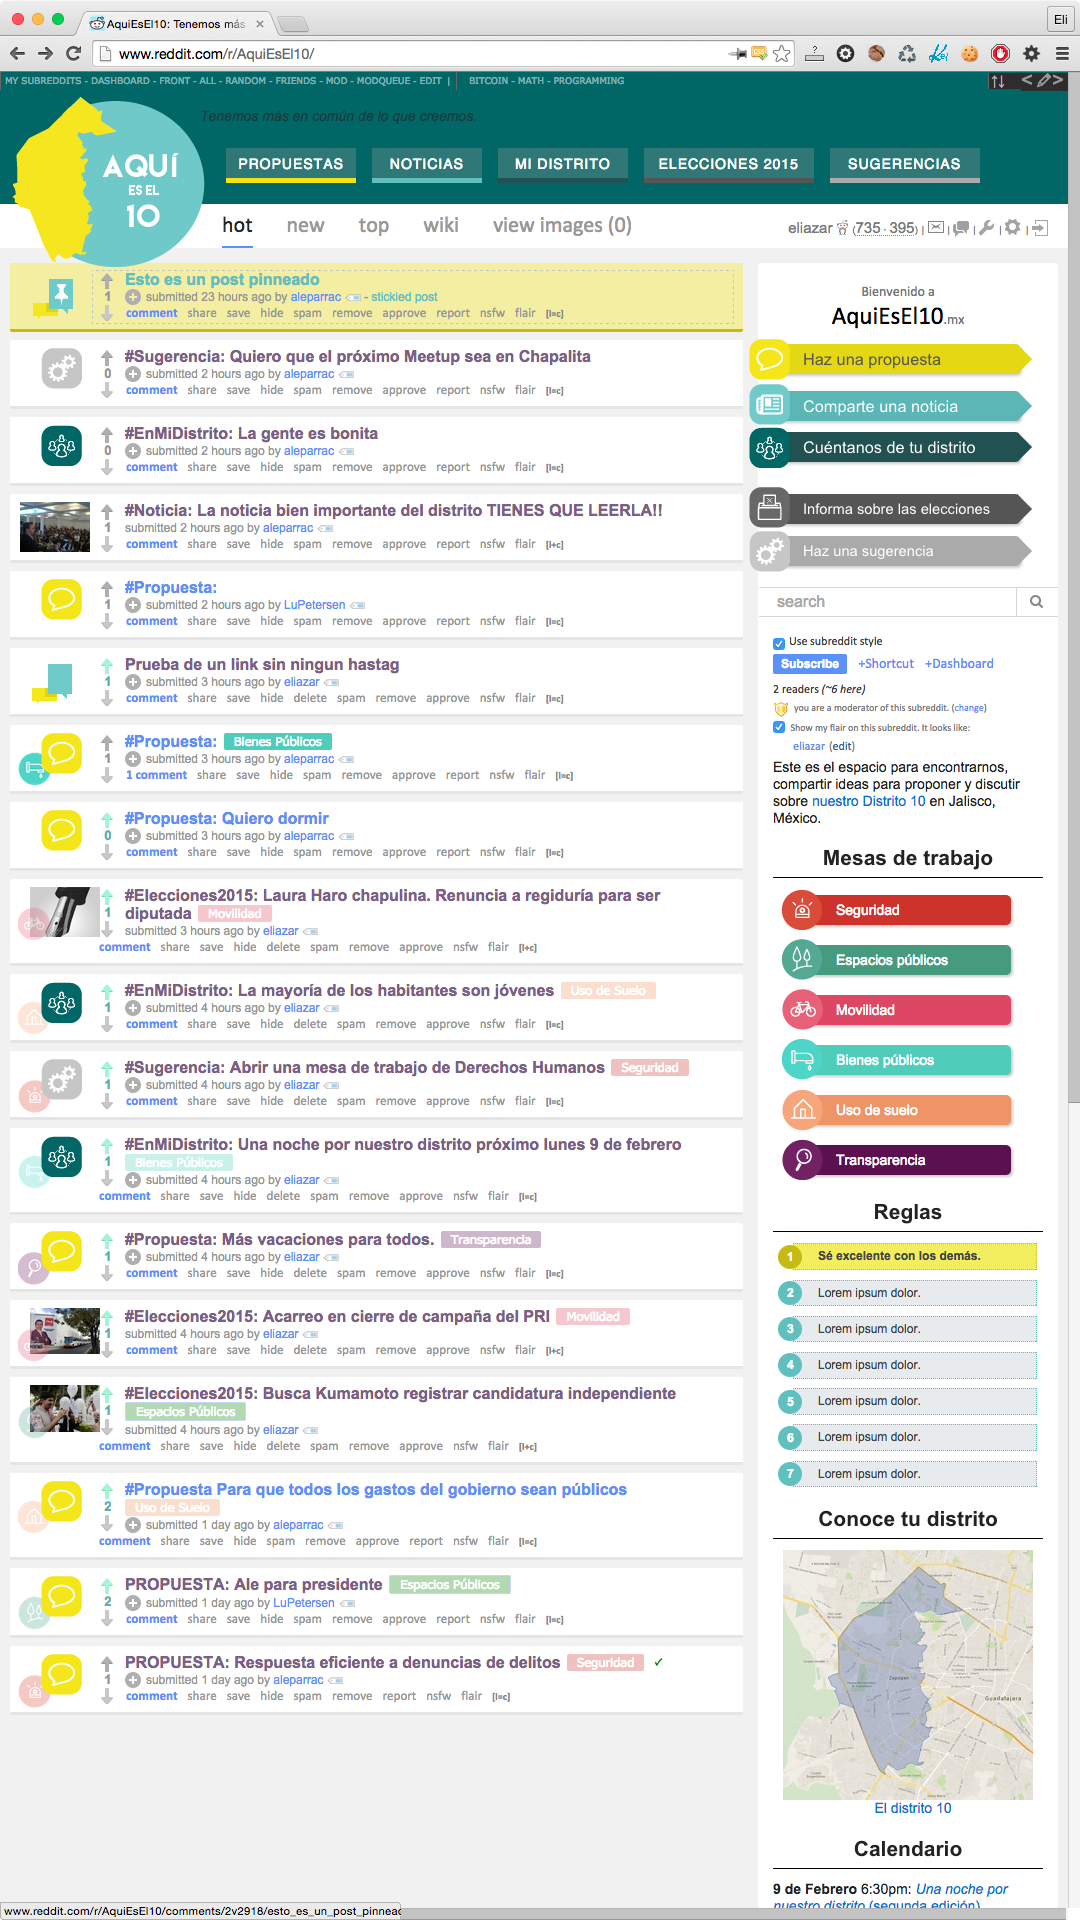 AquiEsEl10: Tenemos más
Eli
www.reddit.com/r/AquiEsEl10/
MY SUBREDDITS - DASHBOARD - FRONT - ALL - RANDOM - FRIENDS - MOD - MODQUEUE - EDIT | BITCOIN - MATH - PROGRAMMING
Tenemos más en común de lo que creemos.
AQUÍ
ES EL
10
PROPUESTAS
NOTICIAS
MI DISTRITO
ELECCIONES 2015
SUGERENCIAS
hot new top wiki view images (0)
eliazar (735 · 395) | | | | |
Esto es un post pinneado
1
submitted 23 hours ago by aleparrac - stickied post
comment share save hide spam remove approve report nsfw flair [l=c]
#Sugerencia: Quiero que el próximo Meetup sea en Chapalita
0
submitted 2 hours ago by aleparrac
comment share save hide spam remove approve report nsfw flair [l=c]
#EnMiDistrito: La gente es bonita
0
submitted 2 hours ago by aleparrac
comment share save hide spam remove approve report nsfw flair [l=c]
#Noticia: La noticia bien importante del distrito TIENES QUE LEERLA!!
1
submitted 2 hours ago by aleparrac
comment share save hide spam remove approve report nsfw flair [l+c]
#Propuesta:
1
submitted 2 hours ago by LuPetersen
comment share save hide spam remove approve report nsfw flair [l=c]
Prueba de un link sin ningun hastag
1
submitted 3 hours ago by eliazar
comment share save hide delete spam remove approve nsfw flair [l=c]
#Propuesta: Bienes Públicos
1
submitted 3 hours ago by aleparrac
1 comment share save hide spam remove approve report nsfw flair [l=c]
#Propuesta: Quiero dormir
0
submitted 3 hours ago by aleparrac
comment share save hide spam remove approve report nsfw flair [l=c]
#Elecciones2015: Laura Haro chapulina. Renuncia a regiduría para ser
diputada Movilidad
1
submitted 3 hours ago by eliazar
comment share save hide delete spam remove approve nsfw flair [l+c]
#EnMiDistrito: La mayoría de los habitantes son jóvenes Uso de Suelo
1
submitted 4 hours ago by eliazar
comment share save hide delete spam remove approve nsfw flair [l=c]
#Sugerencia: Abrir una mesa de trabajo de Derechos Humanos Seguridad
1
submitted 4 hours ago by eliazar
comment share save hide delete spam remove approve nsfw flair [l=c]
#EnMiDistrito: Una noche por nuestro distrito próximo lunes 9 de febrero
Bienes Públicos
1
submitted 4 hours ago by eliazar
comment share save hide delete spam remove approve nsfw flair [l=c]
#Propuesta: Más vacaciones para todos. Transparencia
1
submitted 4 hours ago by eliazar
comment share save hide delete spam remove approve nsfw flair [l=c]
#Elecciones2015: Acarreo en cierre de campaña del PRI Movilidad
1
submitted 4 hours ago by eliazar
comment share save hide delete spam remove approve nsfw flair [l+c]
#Elecciones2015: Busca Kumamoto registrar candidatura independiente
Espacios Públicos
1
submitted 4 hours ago by eliazar
comment share save hide delete spam remove approve nsfw flair [l+c]
#Propuesta Para que todos los gastos del gobierno sean públicos
Uso de Suelo
2
submitted 1 day ago by aleparrac
comment share save hide spam remove approve report nsfw flair [l=c]
PROPUESTA: Ale para presidente Espacios Públicos
2
submitted 1 day ago by LuPetersen
comment share save hide spam remove approve report nsfw flair [l=c]
PROPUESTA: Respuesta eficiente a denuncias de delitos Seguridad ✓
1
submitted 1 day ago by aleparrac
comment share save hide spam remove report nsfw flair [l=c]
Bienvenido a
AquiEsEl10.mx
Haz una propuesta
Comparte una noticia
Cuéntanos de tu distrito
Informa sobre las elecciones
Haz una sugerencia
search
Use subreddit style
Subscribe +Shortcut +Dashboard
2 readers (~6 here)
you are a moderator of this subreddit. (change)
Show my flair on this subreddit. It looks like:
eliazar (edit)
Este es el espacio para encontrarnos,
compartir ideas para proponer y discutir
sobre nuestro Distrito 10 en Jalisco,
México.
Mesas de trabajo
Seguridad
Espacios públicos
Movilidad
Bienes públicos
Uso de suelo
Transparencia
Reglas
1 Sé excelente con los demás.
2 Lorem ipsum dolor.
3 Lorem ipsum dolor.
4 Lorem ipsum dolor.
5 Lorem ipsum dolor.
6 Lorem ipsum dolor.
7 Lorem ipsum dolor.
Conoce tu distrito
Zapopan
Guadalajara
El distrito 10
Calendario
9 de Febrero 6:30pm: Una noche por
nuestro distrito (segunda edición)
www.reddit.com/r/AquiEsEl10/comments/2v2918/esto_es_un_post_pinneac